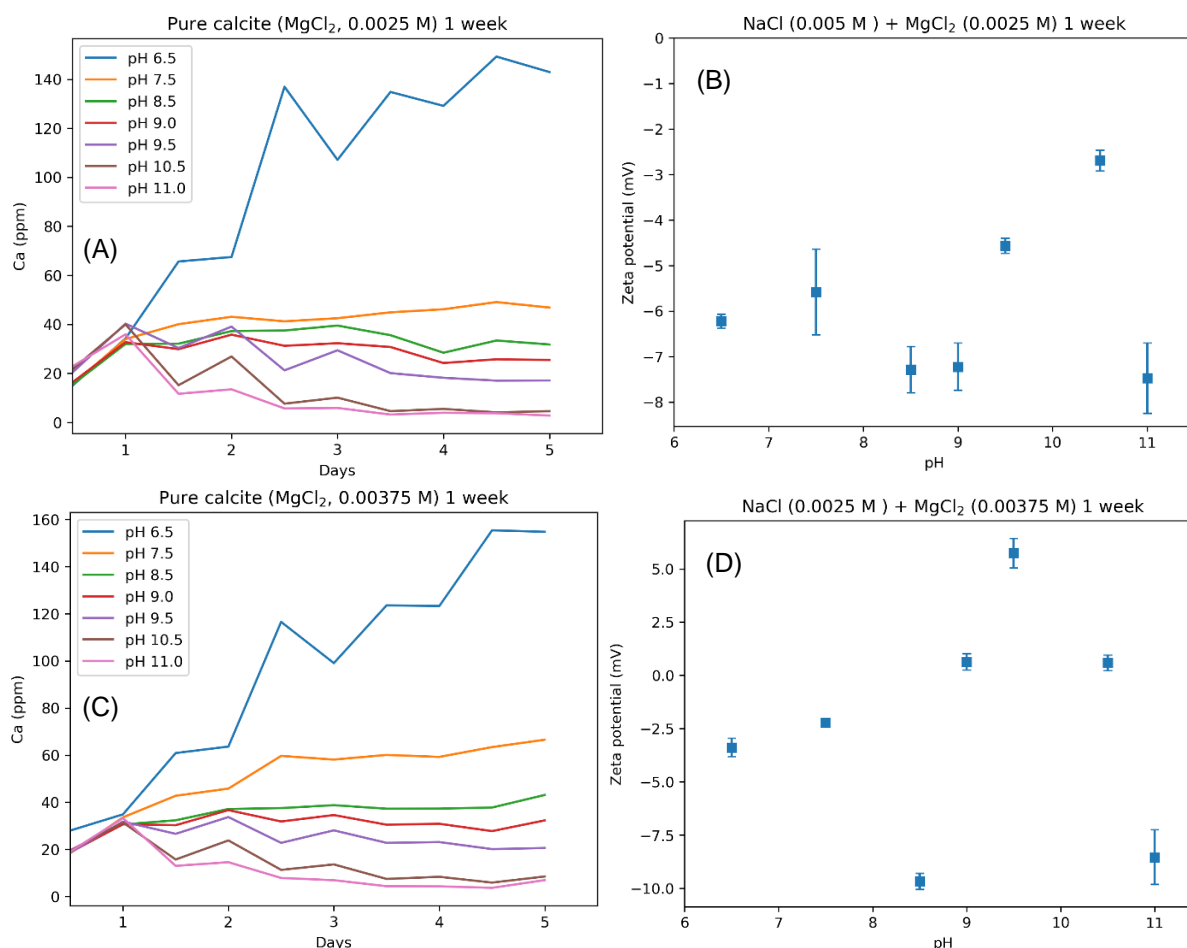 Pure calcite (MgCl₂, 0.0025 M) 1 week
pH 6.5
pH 7.5
pH 8.5
pH 9.0
pH 9.5
pH 10.5
pH 11.0
(A)
Ca (ppm)
140
120
100
80
60
40
20
0
1 2 3 4 5
Days
NaCl (0.005 M ) + MgCl₂ (0.0025 M) 1 week
(B)
Zeta potential (mV)
0
−1
−2
−3
−4
−5
−6
−7
−8
6 7 8 9 10 11
pH
Pure calcite (MgCl₂, 0.00375 M) 1 week
pH 6.5
pH 7.5
pH 8.5
pH 9.0
pH 9.5
pH 10.5
pH 11.0
(C)
Ca (ppm)
160
140
120
100
80
60
40
20
0
1 2 3 4 5
Days
NaCl (0.0025 M ) + MgCl₂ (0.00375 M) 1 week
(D)
Zeta potential (mV)
5.0
2.5
0.0
−2.5
−5.0
−7.5
−10.0
6 7 8 9 10 11
pH